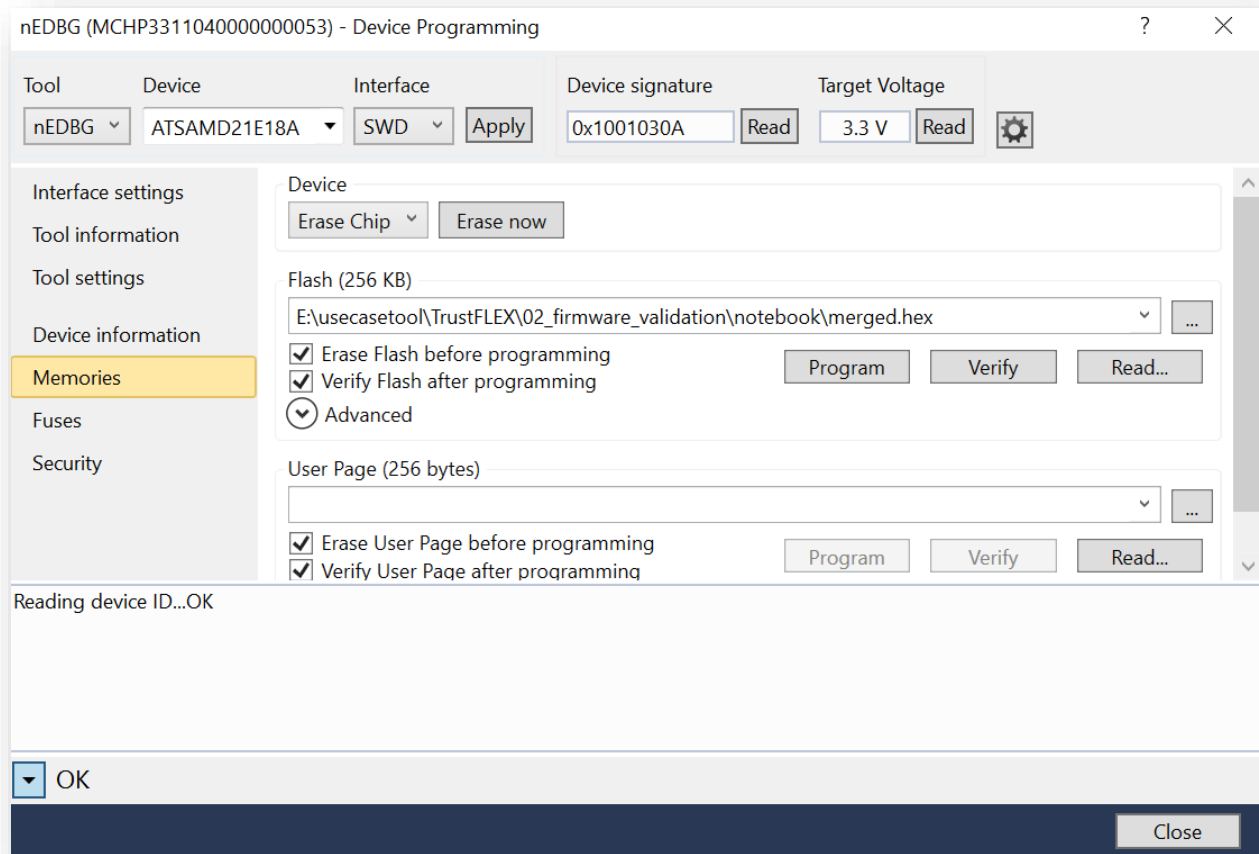 nEDBG (MCHP3311040000000053) - Device Programming ?
Tool Device Interface Device signature Target Voltage
nEDBG ATSAMD21E18A SWD Apply 0x1001030A Read 3.3 V Read
Interface settings
Tool information
Tool settings
Device information
Memories
Fuses
Security
Device
Erase Chip Erase now
Flash (256 KB)
E:\usecasetool\TrustFLEX\02_firmware_validation\notebook\merged.hex ...
Erase Flash before programming
Verify Flash after programming
Program Verify Read...
Advanced
User Page (256 bytes)
...
Erase User Page before programming
Verify User Page after programming
Program Verify Read...
Reading device ID...OK
OK
Close